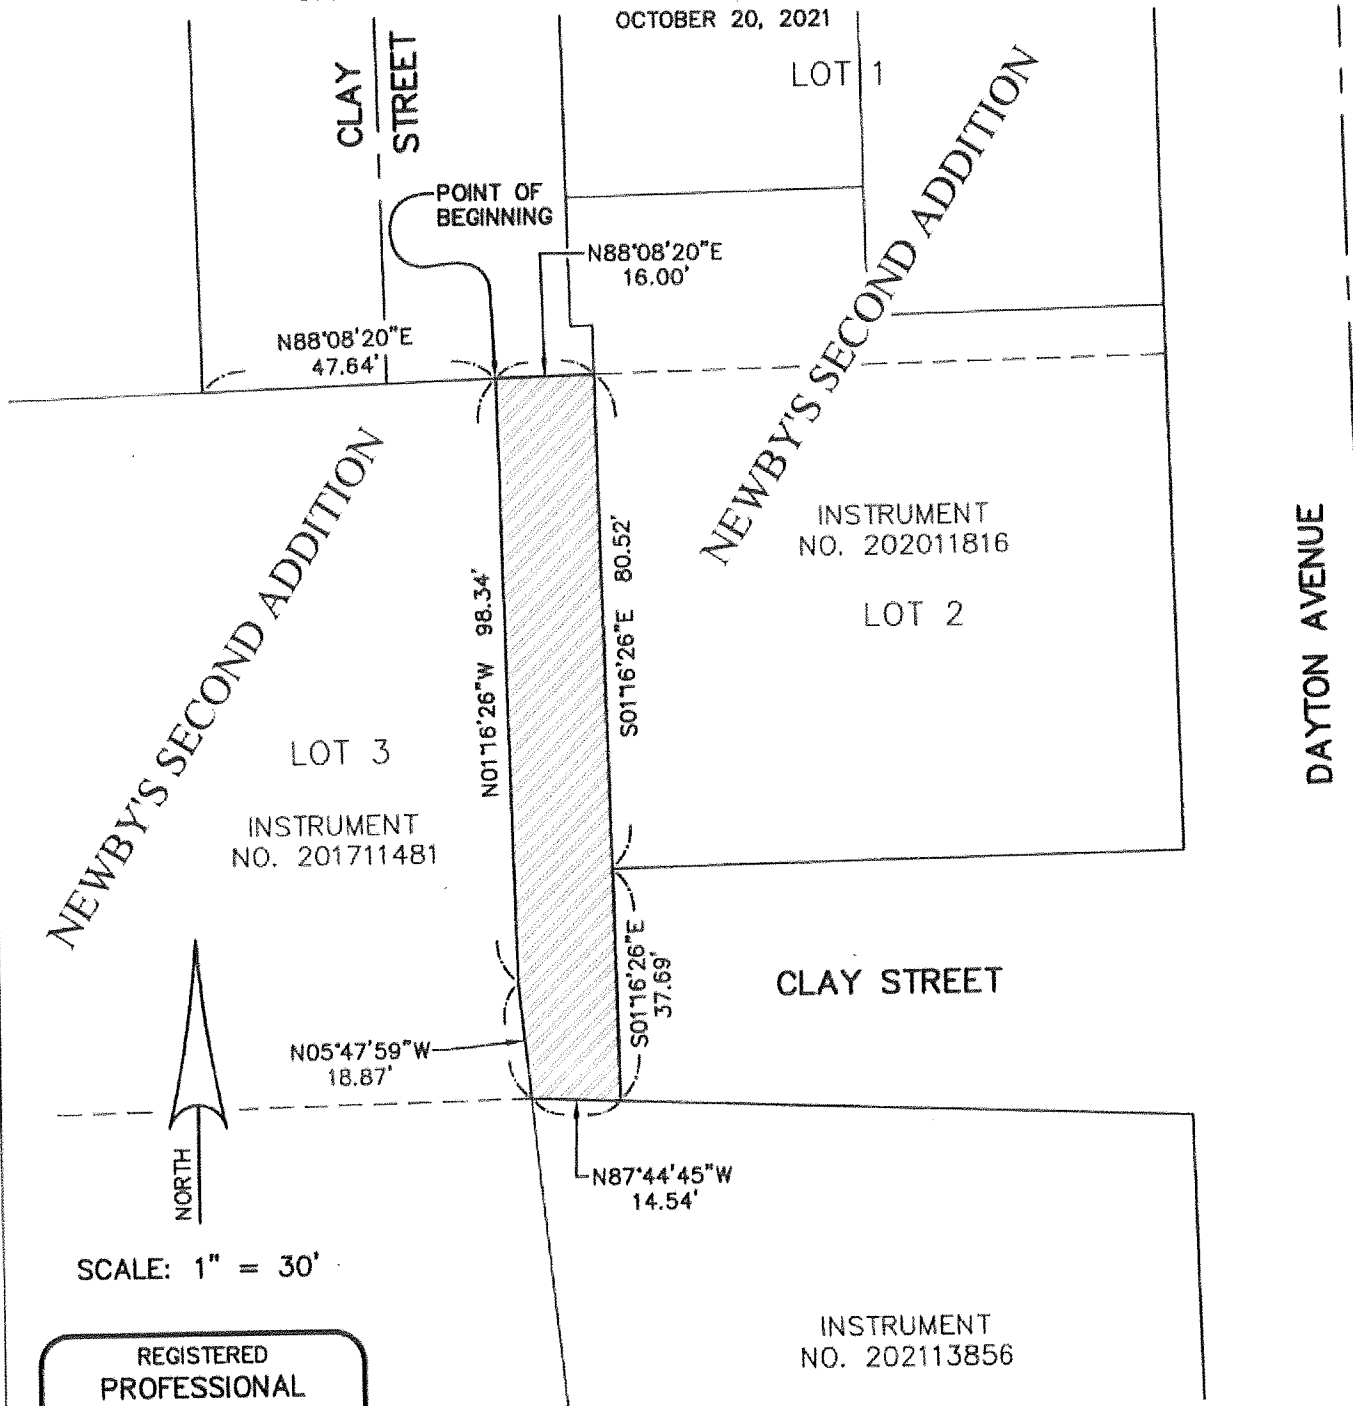 OCTOBER 20, 2021
CLAY
STREET
LOT 1
NEWBY'S SECOND ADDITION
POINT OF
BEGINNING
N88°08'20"E
16.00'
N88°08'20"E
47.64'
NEWBY'S SECOND ADDITION
INSTRUMENT
NO. 202011816
LOT 2
DAYTON AVENUE
N01°16'26"W 98.34'
S01°16'26"E 80.52'
LOT 3
INSTRUMENT
NO. 201711481
S01°16'26"E
37.69'
CLAY STREET
N05°47'59"W
18.87'
NORTH
N87°44'45"W
14.54'
SCALE: 1" = 30'
INSTRUMENT
NO. 202113856
REGISTERED
PROFESSIONAL